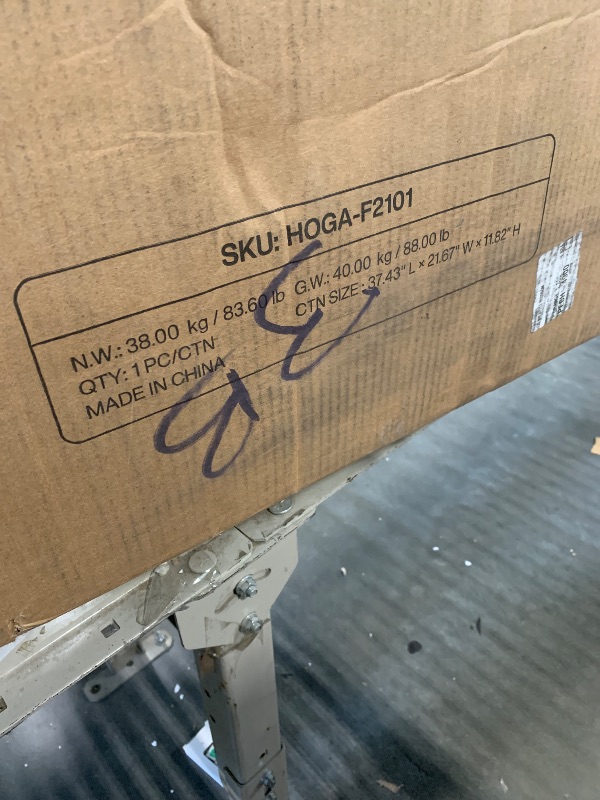 SKU: HOGA-F2101
N.W.: 38.00 kg / 83.60 lb G.W.: 40.00 kg / 88.00 lb
QTY: 1 PC/CTN CTN SIZE: 37.43" L × 21.67" W × 11.82" H
MADE IN CHINA